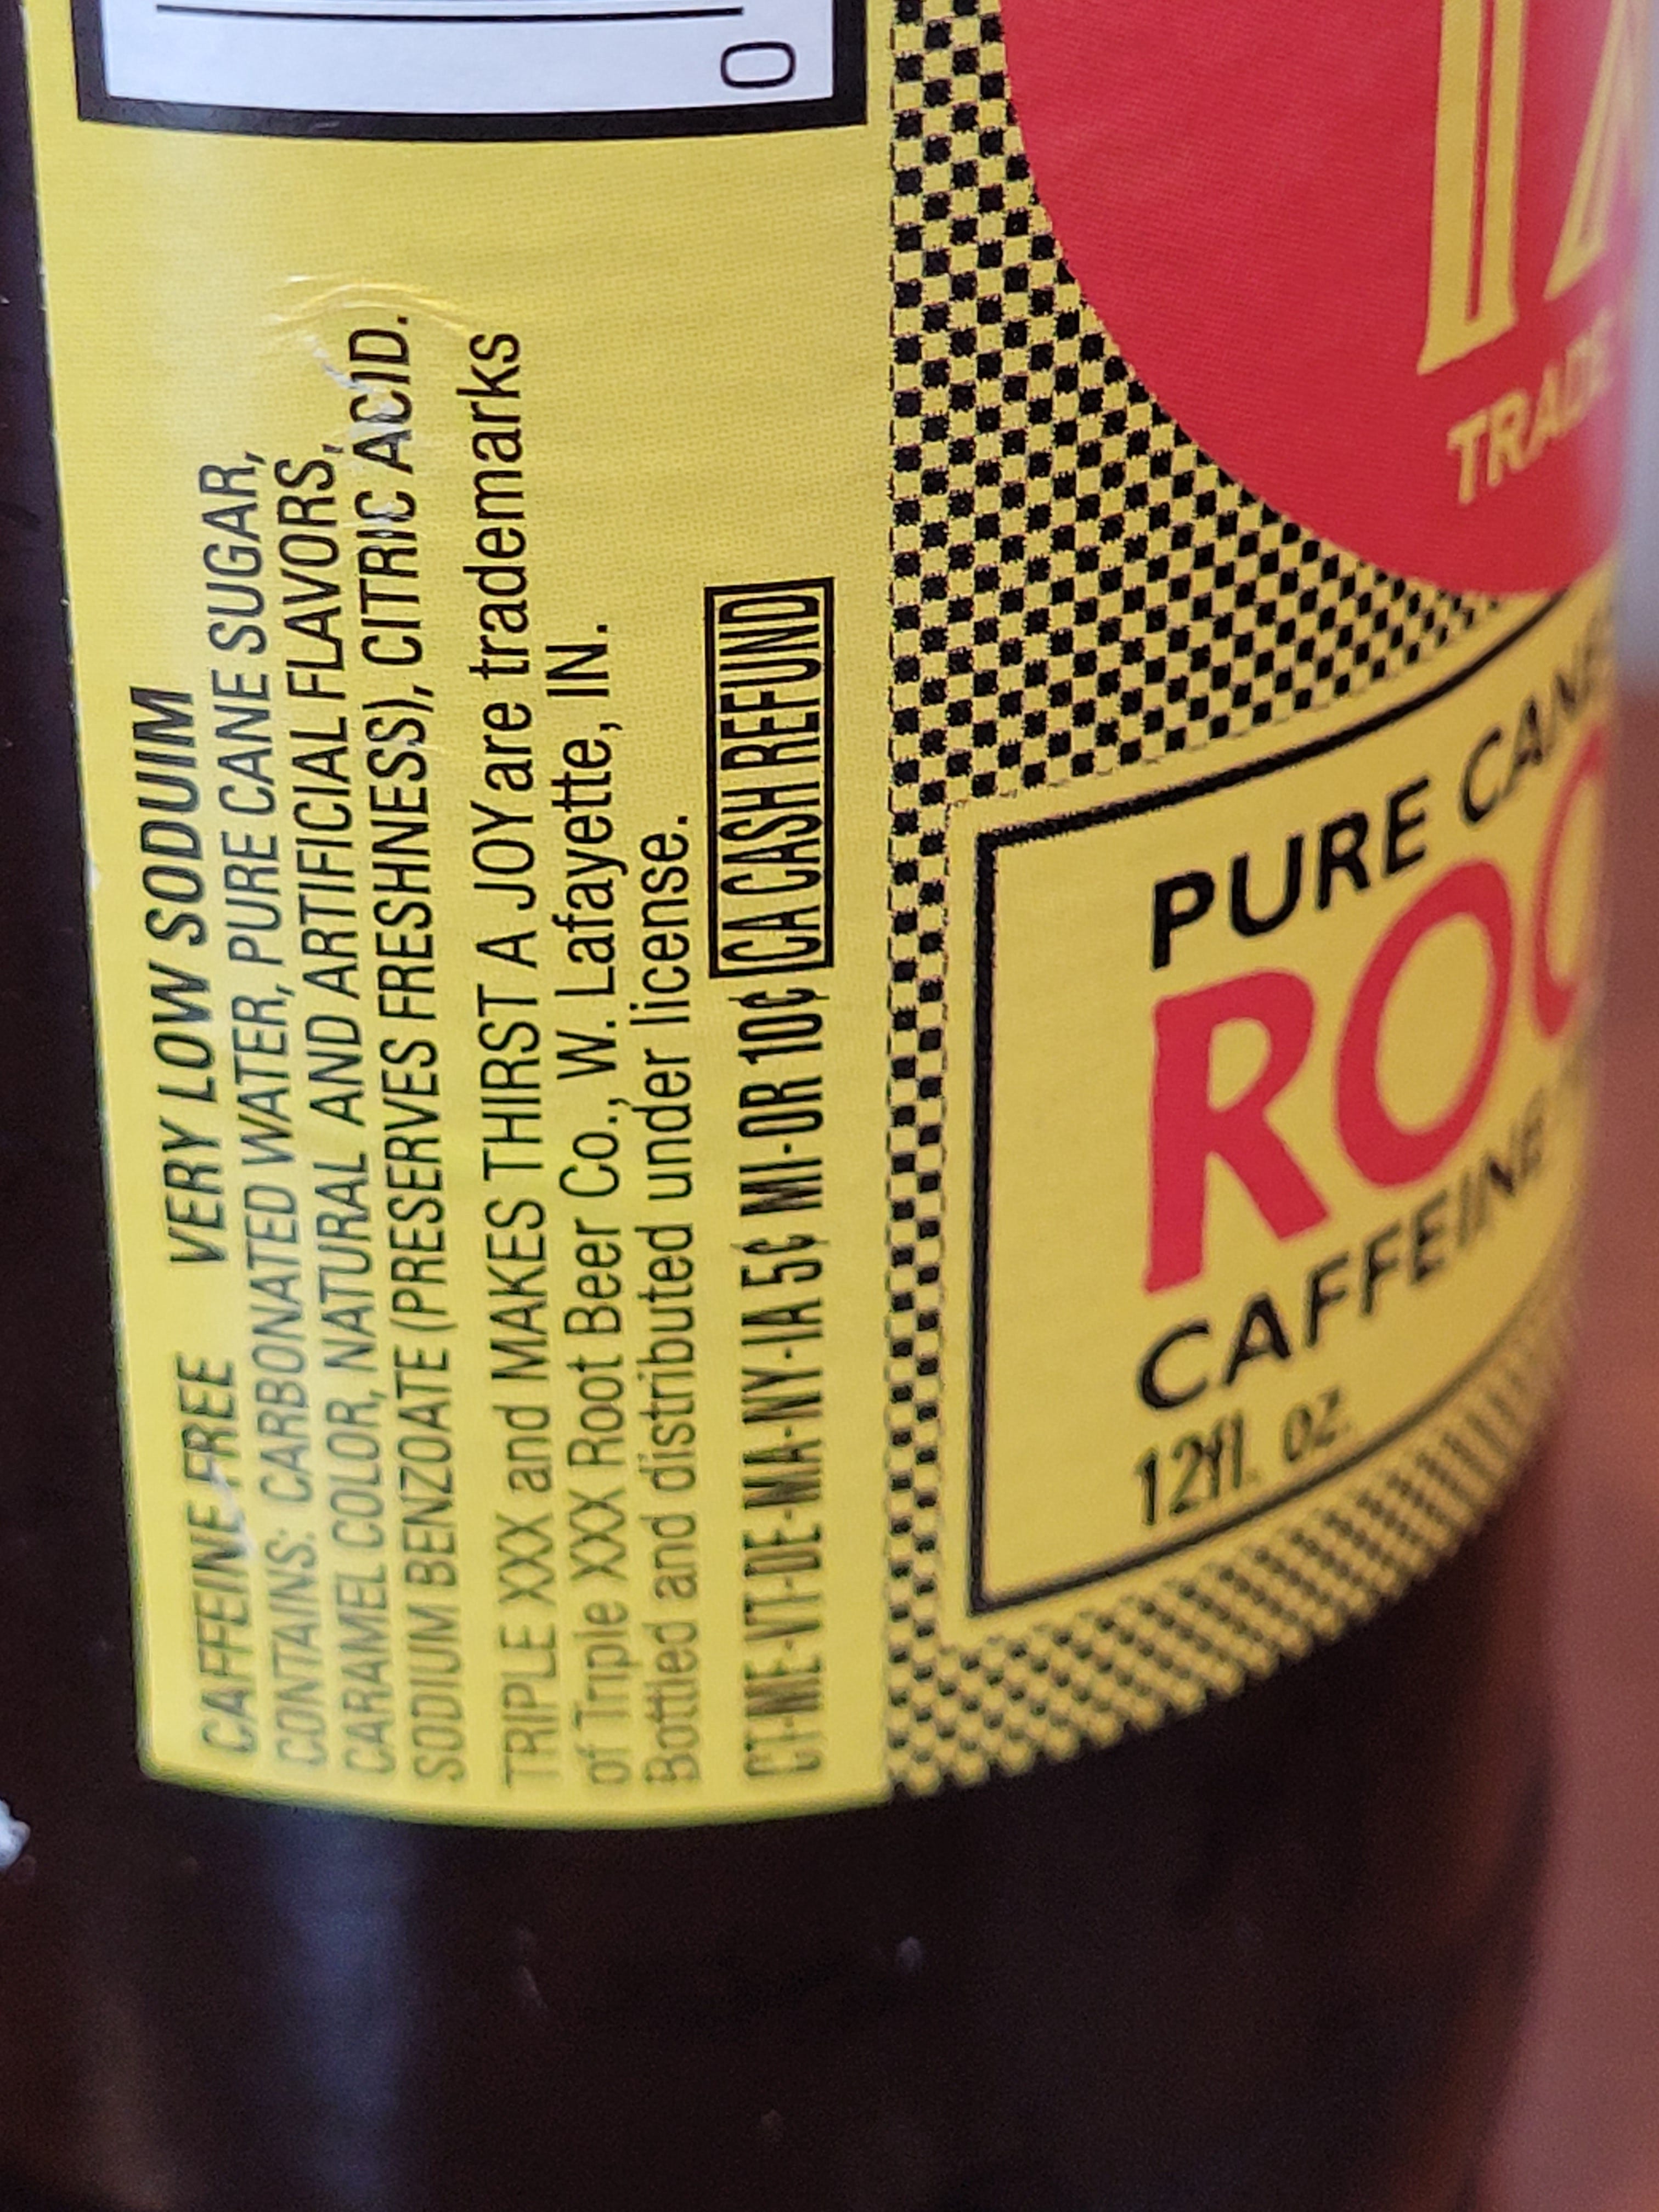 CAFFEINE FREE VERY LOW SODUIM
CONTAINS: CARBONATED WATER, PURE CANE SUGAR,
CARAMEL COLOR, NATURAL AND ARTIFICIAL FLAVORS,
SODIUM BENZOATE (PRESERVES FRESHNESS), CITRIC ACID.
TRIPLE XXX and MAKES THIRST A JOY are trademarks
of Triple XXX Root Beer Co., W. Lafayette, IN.
Bottled and distributed under license.
CT-ME-VT-DE-MA-NY-IA 5¢ MI-OR 10¢ CA CASH REFUND
0
TRADE
PURE CANE
ROO
CAFFEINE
12fl. oz.